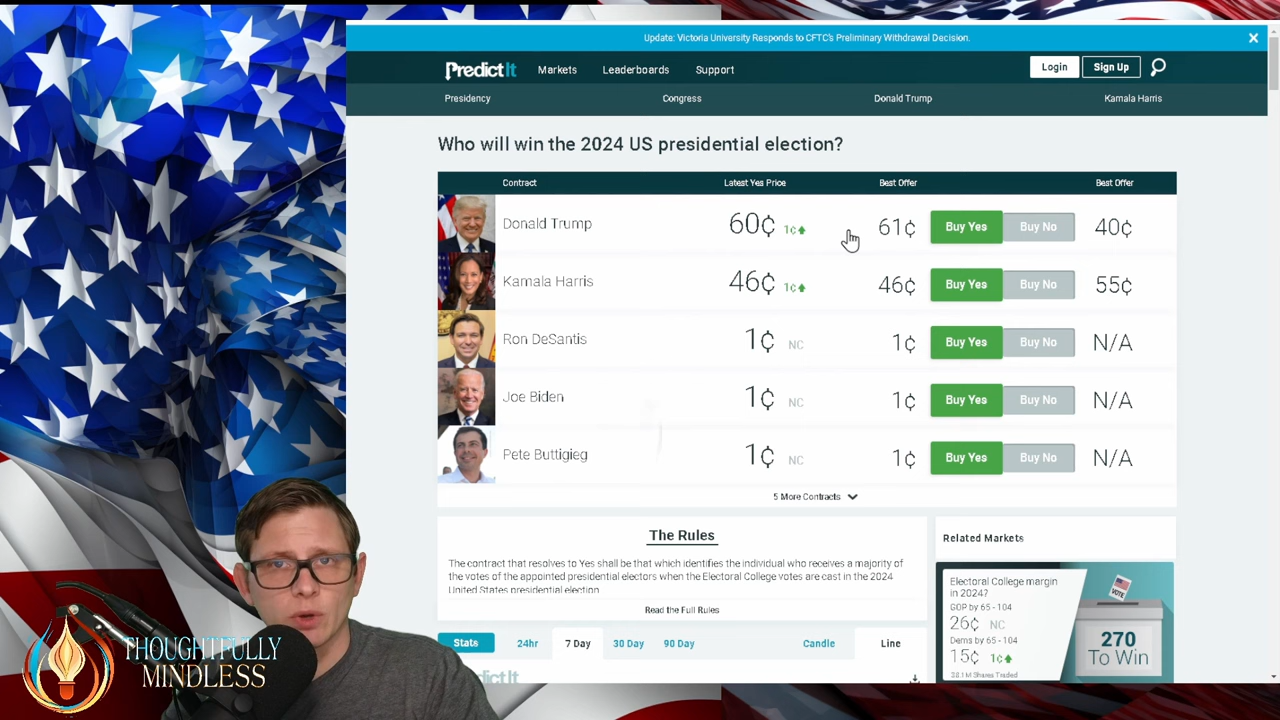 Update: Victoria University Responds to CFTC's Preliminary Withdrawal Decision.
PredictIt Markets Leaderboards Support Login Sign Up
Presidency Congress Donald Trump Kamala Harris
Who will win the 2024 US presidential election?
Contract Latest Yes Price Best Offer Best Offer
Donald Trump 60¢ 1¢ 61¢ Buy Yes Buy No 40¢
Kamala Harris 46¢ 1¢ 46¢ Buy Yes Buy No 55¢
Ron DeSantis 1¢ NC 1¢ Buy Yes Buy No N/A
Joe Biden 1¢ NC 1¢ Buy Yes Buy No N/A
Pete Buttigieg 1¢ NC 1¢ Buy Yes Buy No N/A
5 More Contracts
The Rules
The contract that resolves to Yes shall be that which identifies the individual who receives a majority of
the votes of the appointed presidential electors when the Electoral College votes are cast in the 2024
United States presidential election
Read the Full Rules
Stats 24hr 7 Day 30 Day 90 Day Candle Line
PredictIt
Related Markets
Electoral College margin
in 2024?
GOP by 65 - 104
26¢ NC
Dems by 65 - 104
15¢ 1¢
38.1M Shares Traded
VOTE
270
To Win
THOUGHTFULLY
MINDLESS